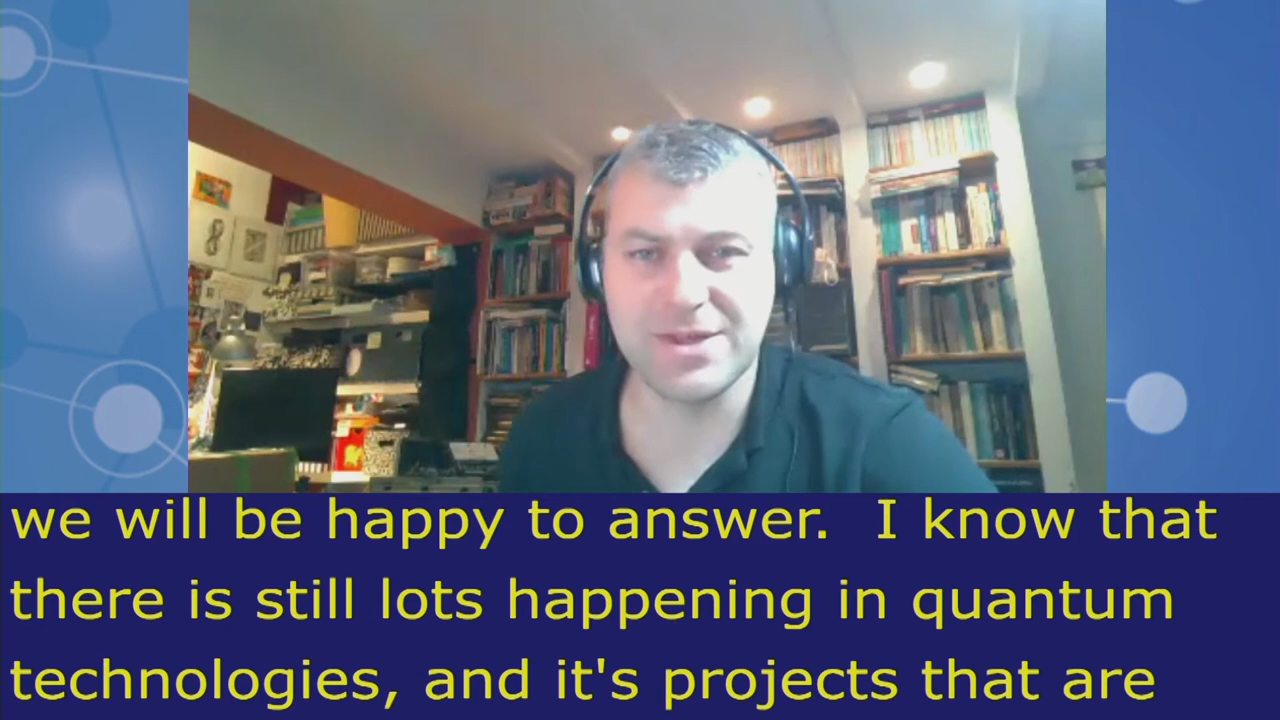 we will be happy to answer.  I know that
there is still lots happening in quantum
technologies, and it's projects that are